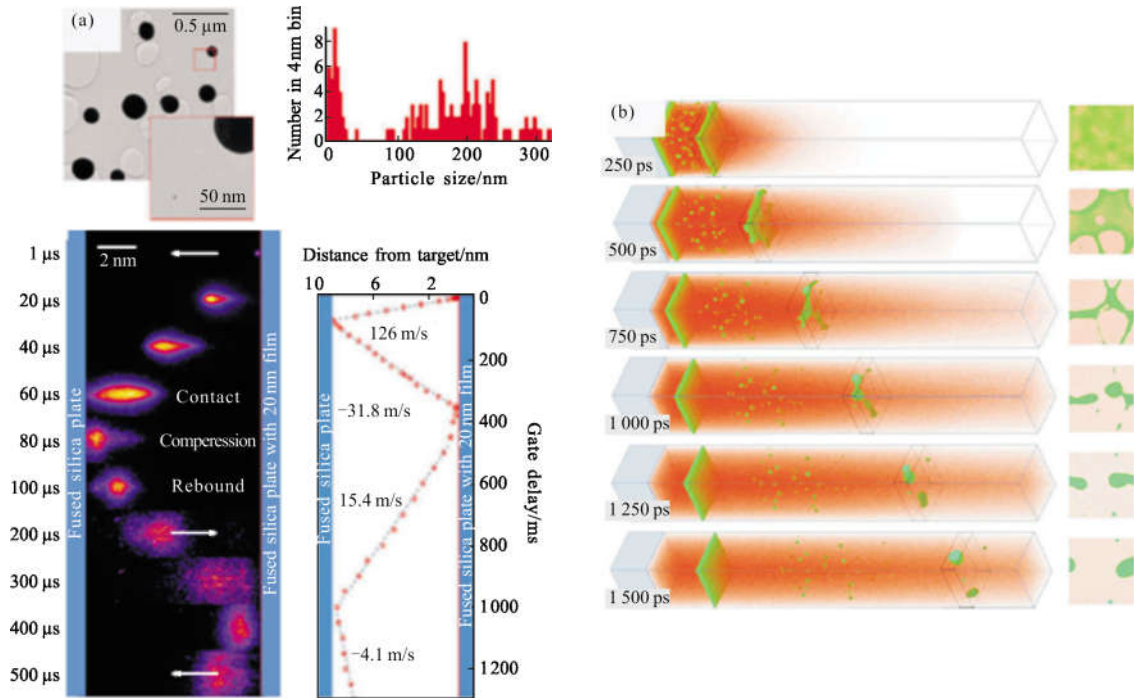 (a)
0.5 μm
50 nm
Number in 4nm bin
8
6
4
2
0
0
100
200
300
Particle size/nm
1 μs
20 μs
40 μs
60 μs
80 μs
100 μs
200 μs
300 μs
400 μs
500 μs
2 nm
Contact
Comperession
Rebound
Fused silica plate
Fused silica plate with 20 nm film
Distance from target/nm
10
6
2
0
200
400
600
800
1 000
1200
Gate delay/ms
126 m/s
−31.8 m/s
15.4 m/s
−4.1 m/s
Fused silica plate
Fused silica plate with 20 nm film
(b)
250 ps
500 ps
750 ps
1 000 ps
1 250 ps
1 500 ps